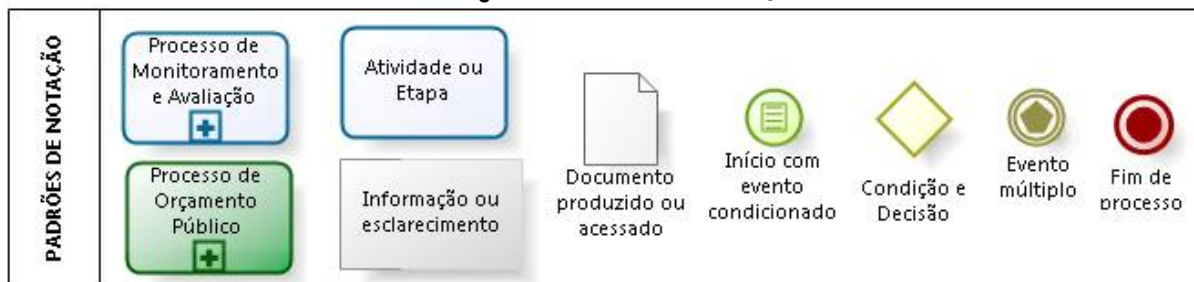 PADRÕES DE NOTAÇÃO
Processo de
Monitoramento
e Avaliação
Processo de
Orçamento
Público
Atividade ou
Etapa
Informação ou
esclarecimento
Documento
produzido ou
acessado
Início com
evento
condicionado
Condição e
Decisão
Evento
múltiplo
Fim de
processo